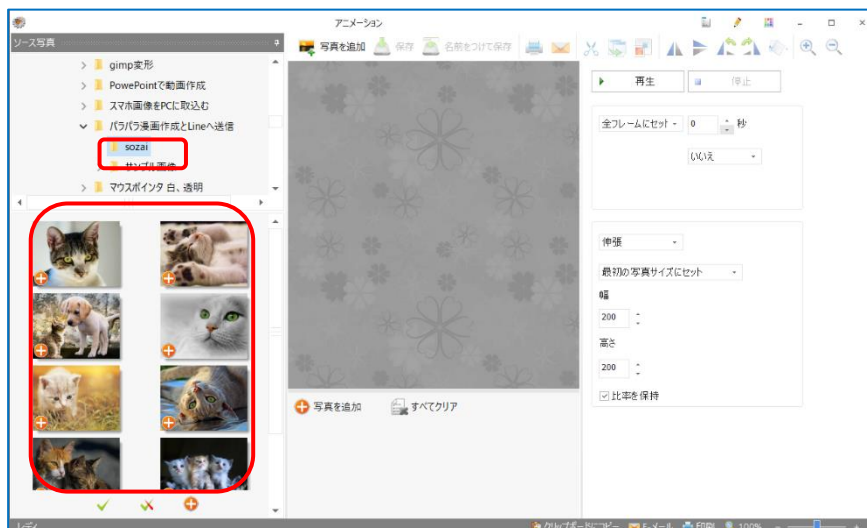 アニメーション
ソース写真
写真を追加 保存 名前をつけて保存
gimp変形
PowePointで動画作成
スマホ画像をPCに取込む
パラパラ漫画作成とLineへ送信
sozai
サンプル画像
マウスポインタ 白、透明
再生 停止
全フレームにセット 0 秒
いいえ
伸張
最初の写真サイズにセット
幅
200
高さ
200
比率を保持
写真を追加 すべてクリア
レディ クリップボードにコピー E-メール 印刷 100%